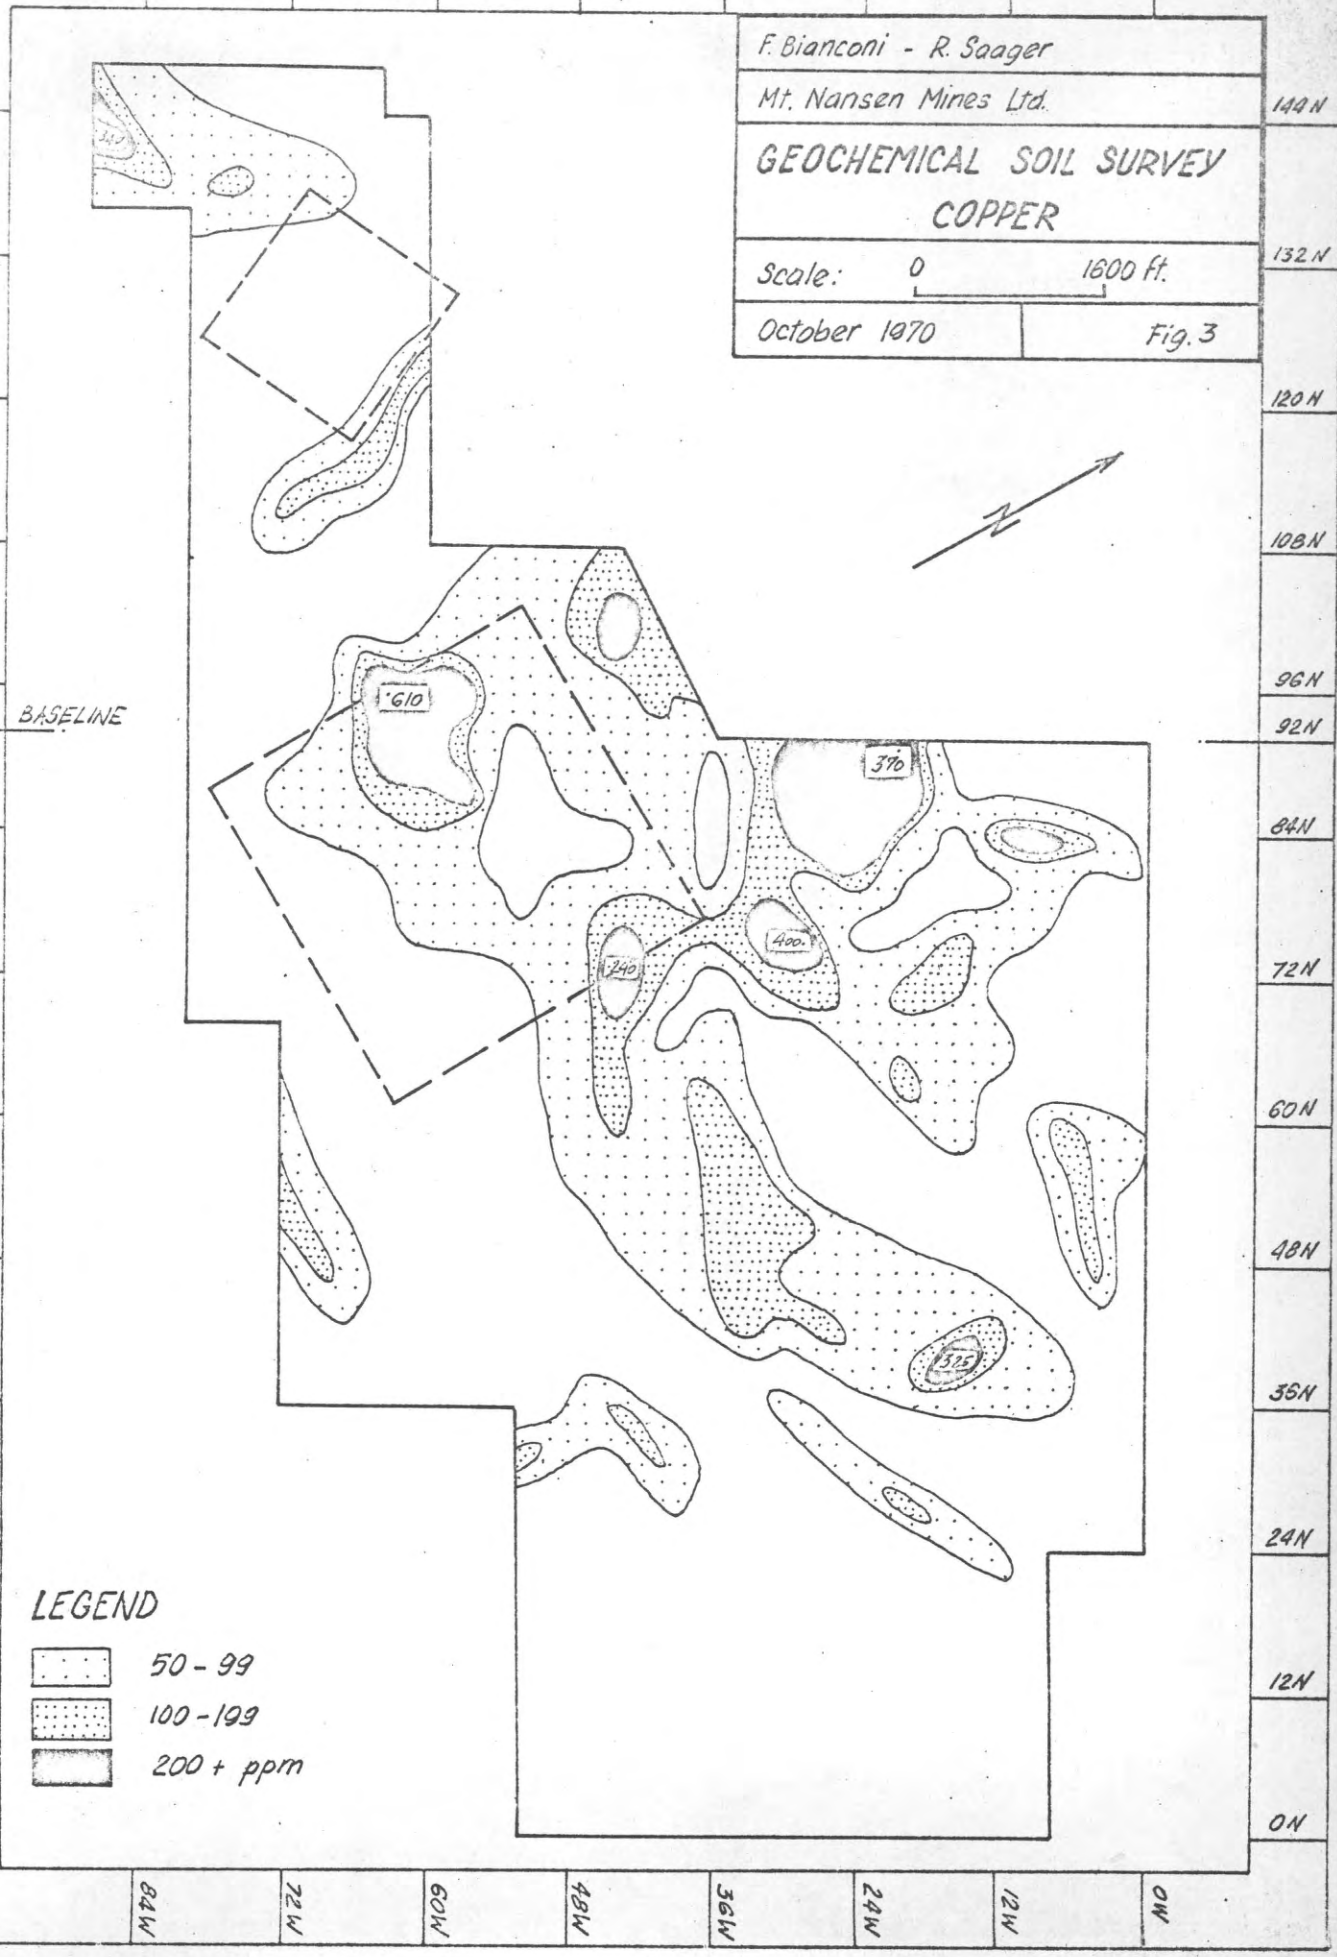 F. Bianconi - R. Saager
Mt. Nansen Mines Ltd.
GEOCHEMICAL SOIL SURVEY
COPPER
Scale: 0 1600 ft.
October 1970 Fig. 3
144N
132N
120N
108N
96N
BASELINE
92N
84N
72N
60N
48N
36N
24N
12N
0N
N
610
370
400
240
325
LEGEND
50-99
100-199
200+ ppm
84W 72W 60W 48W 36W 24W 12W 0W